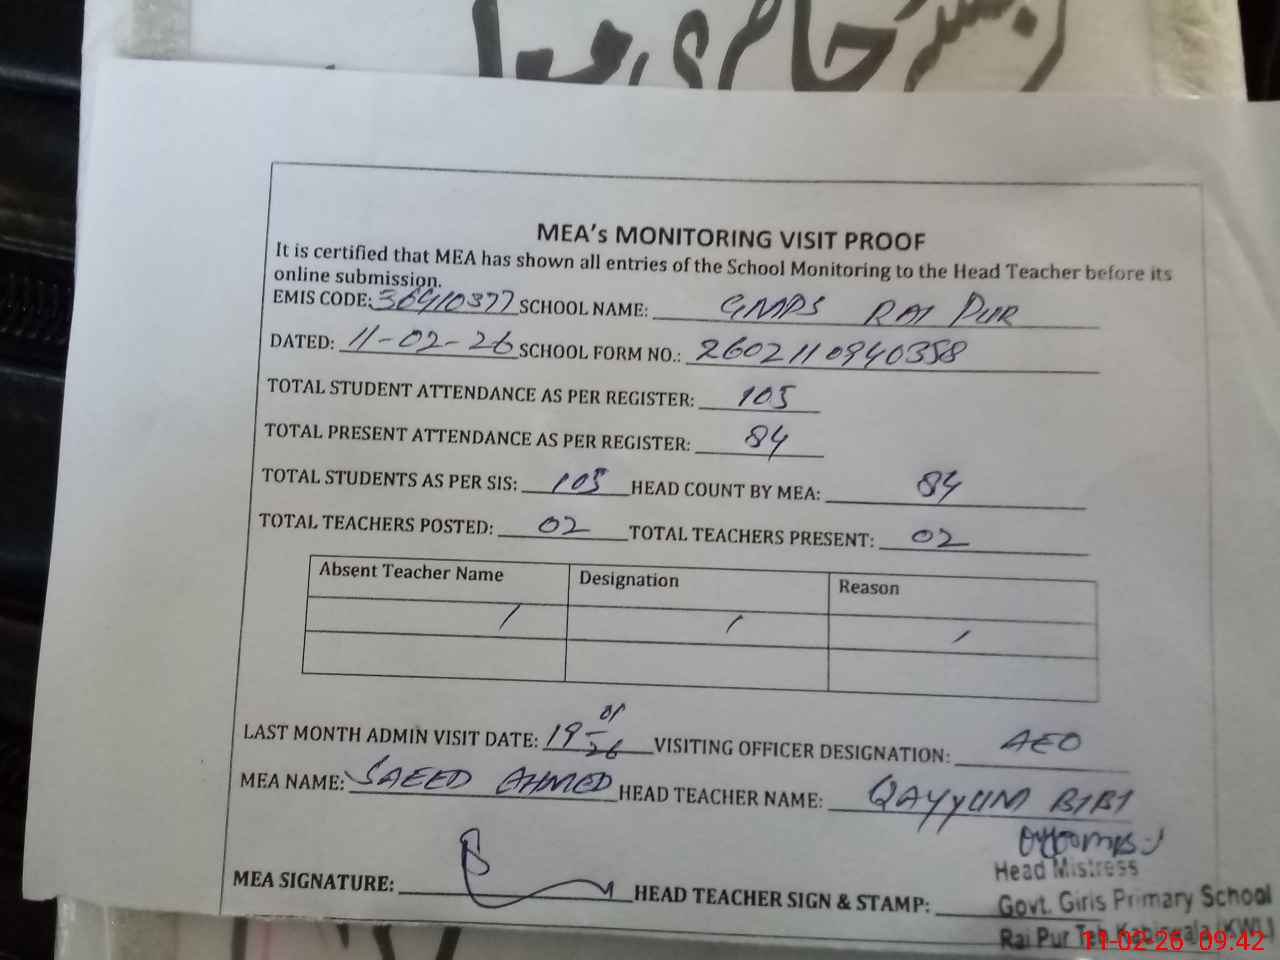 حاضری
MEA's MONITORING VISIT PROOF
It is certified that MEA has shown all entries of the School Monitoring to the Head Teacher before its
online submission.
EMIS CODE: 36410377 SCHOOL NAME: GMPS RAI PUR
DATED: 11-02-26 SCHOOL FORM NO.: 2602110940358
TOTAL STUDENT ATTENDANCE AS PER REGISTER: 105
TOTAL PRESENT ATTENDANCE AS PER REGISTER: 84
TOTAL STUDENTS AS PER SIS: 105 HEAD COUNT BY MEA: 84
TOTAL TEACHERS POSTED: 02 TOTAL TEACHERS PRESENT: 02
Absent Teacher Name Designation Reason
/ / /
LAST MONTH ADMIN VISIT DATE: 19-01-26 VISITING OFFICER DESIGNATION: AEO
MEA NAME: SAEED AHMED HEAD TEACHER NAME: QAYYUM BIBI
MEA SIGNATURE: HEAD TEACHER SIGN & STAMP:
Head Mistress
Govt. Girls Primary School
Rai Pur Teh
11-02-26 09:42